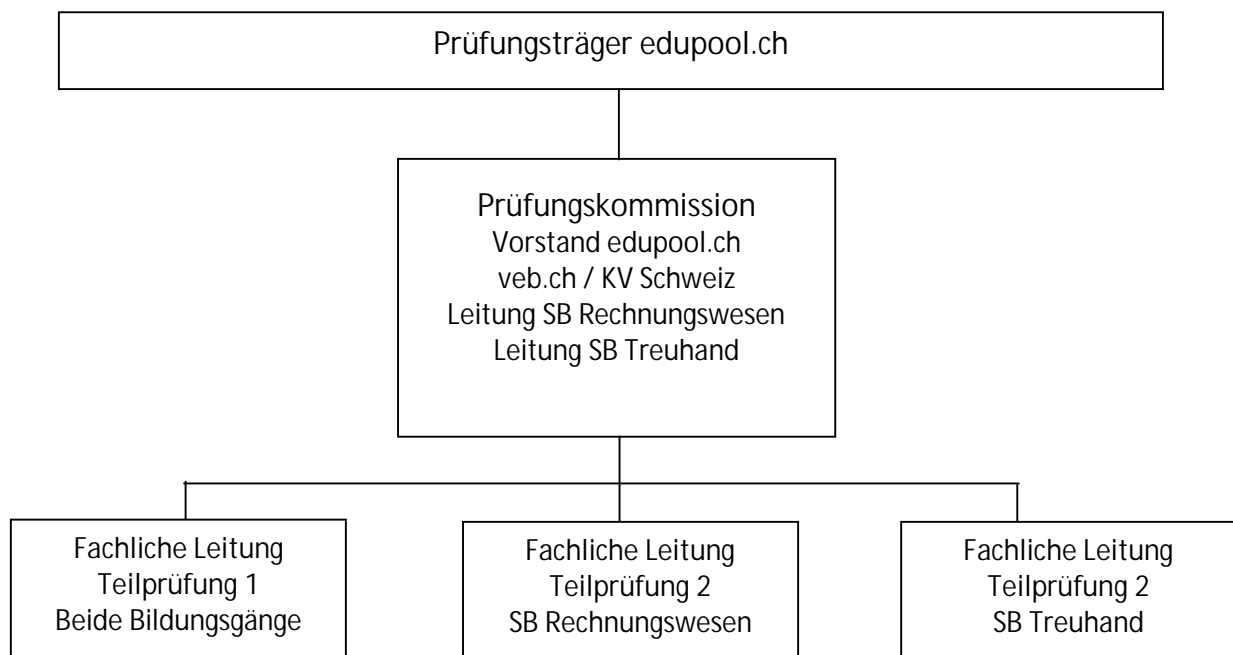 Prüfungsträger edupool.ch
Prüfungskommission
Vorstand edupool.ch
veb.ch / KV Schweiz
Leitung SB Rechnungswesen
Leitung SB Treuhand
Fachliche Leitung
Teilprüfung 1
Beide Bildungsgänge
Fachliche Leitung
Teilprüfung 2
SB Rechnungswesen
Fachliche Leitung
Teilprüfung 2
SB Treuhand